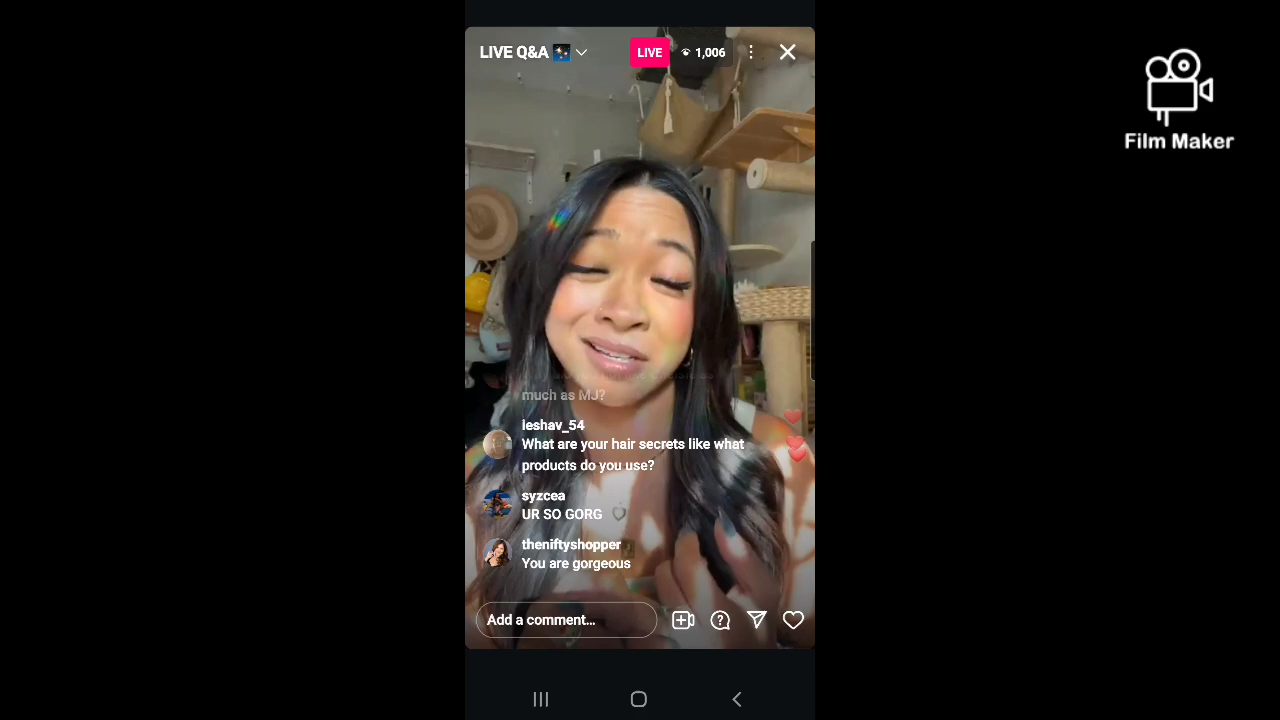 LIVE Q&A
LIVE
1,006
Film Maker
much as MJ?
ieshav_54
What are your hair secrets like what
products do you use?
syzcea
UR SO GORG
theniftyshopper
You are gorgeous
Add a comment...